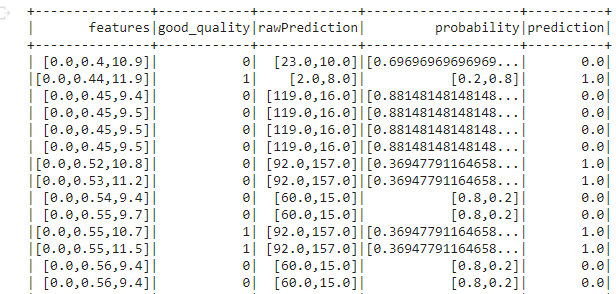 +---------------+------------+-------------+--------------------+----------+
|       features|good_quality|rawPrediction|         probability|prediction|
+---------------+------------+-------------+--------------------+----------+
| [0.0,0.4,10.9]|           0|  [23.0,10.0]|[0.69696969696969...|       0.0|
|[0.0,0.44,11.9]|           1|    [2.0,8.0]|           [0.2,0.8]|       1.0|
| [0.0,0.45,9.4]|           0| [119.0,16.0]|[0.88148148148148...|       0.0|
| [0.0,0.45,9.5]|           0| [119.0,16.0]|[0.88148148148148...|       0.0|
| [0.0,0.45,9.5]|           0| [119.0,16.0]|[0.88148148148148...|       0.0|
| [0.0,0.45,9.5]|           0| [119.0,16.0]|[0.88148148148148...|       0.0|
|[0.0,0.52,10.8]|           0| [92.0,157.0]|[0.36947791164658...|       1.0|
|[0.0,0.53,11.2]|           0| [92.0,157.0]|[0.36947791164658...|       1.0|
| [0.0,0.54,9.4]|           0|  [60.0,15.0]|           [0.8,0.2]|       0.0|
| [0.0,0.55,9.7]|           0|  [60.0,15.0]|           [0.8,0.2]|       0.0|
|[0.0,0.55,10.7]|           1| [92.0,157.0]|[0.36947791164658...|       1.0|
|[0.0,0.55,11.5]|           1| [92.0,157.0]|[0.36947791164658...|       1.0|
| [0.0,0.56,9.4]|           0|  [60.0,15.0]|           [0.8,0.2]|       0.0|
| [0.0,0.56,9.4]|           0|  [60.0,15.0]|           [0.8,0.2]|       0.0|